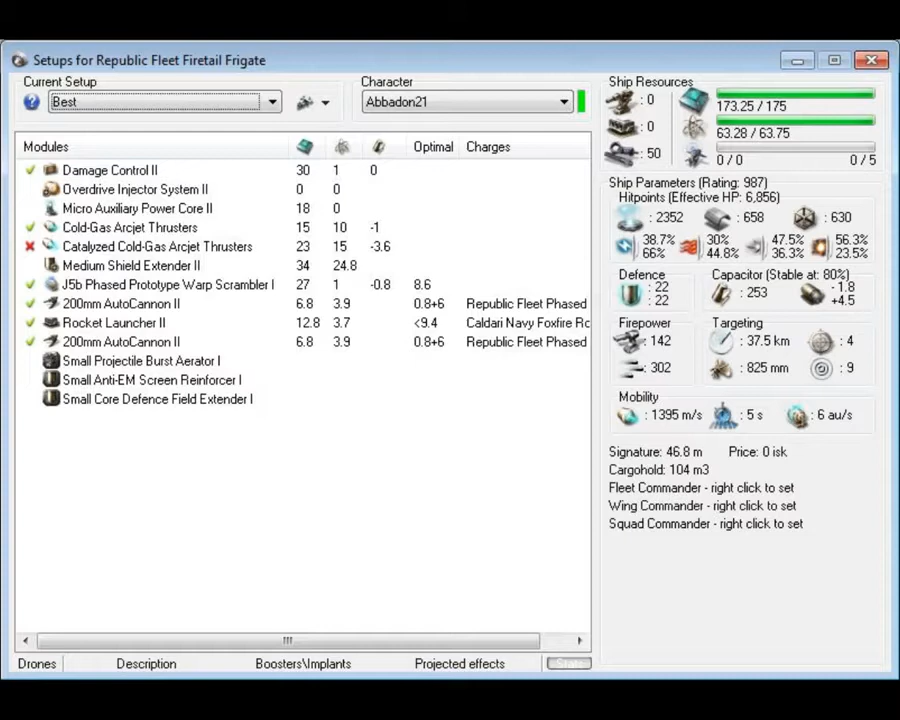 Setups for Republic Fleet Firetail Frigate
Current Setup
Best
Character
Abbadon21
Modules Optimal Charges
Damage Control II 30 1 0
Overdrive Injector System II 0 0
Micro Auxiliary Power Core II 18 0
Cold-Gas Arcjet Thrusters 15 10 -1
Catalyzed Cold-Gas Arcjet Thrusters 23 15 -3.6
Medium Shield Extender II 34 24.8
J5b Phased Prototype Warp Scrambler I 27 1 -0.8 8.6
200mm AutoCannon II 6.8 3.9 0.8+6 Republic Fleet Phased
Rocket Launcher II 12.8 3.7 <9.4 Caldari Navy Foxfire Ro
200mm AutoCannon II 6.8 3.9 0.8+6 Republic Fleet Phased
Small Projectile Burst Aerator I
Small Anti-EM Screen Reinforcer I
Small Core Defence Field Extender I
Drones Description Boosters\Implants Projected effects
Ship Resources
: 0
: 0
: 50
173.25 / 175
63.28 / 63.75
0 / 0 0 / 5
Ship Parameters (Rating: 987)
Hitpoints (Effective HP: 6,856)
: 2352 : 658 : 630
38.7% 30% 47.5% 56.3%
66% 44.8% 36.3% 23.5%
Defence
: 22
: 22
Capacitor (Stable at: 80%)
: 253
: - 1.8
+4.5
Firepower
: 142
: 302
Targeting
: 37.5 km : 4
: 825 mm : 9
Mobility
: 1395 m/s : 5 s : 6 au/s
Signature: 46.8 m Price: 0 isk
Cargohold: 104 m3
Fleet Commander - right click to set
Wing Commander - right click to set
Squad Commander - right click to set